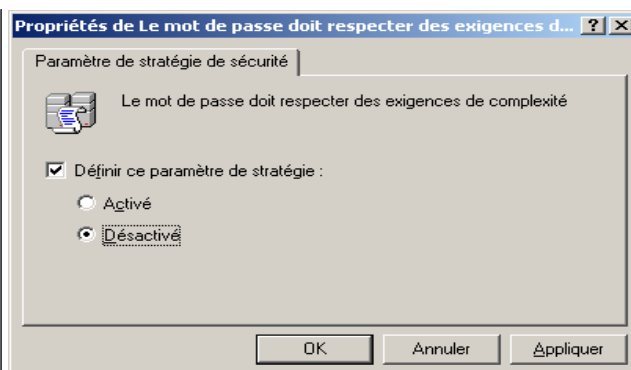 Propriétés de Le mot de passe doit respecter des exigences d... ? ×
Paramètre de stratégie de sécurité
Le mot de passe doit respecter des exigences de complexité
Définir ce paramètre de stratégie :
Activé
Désactivé
OK Annuler Appliquer